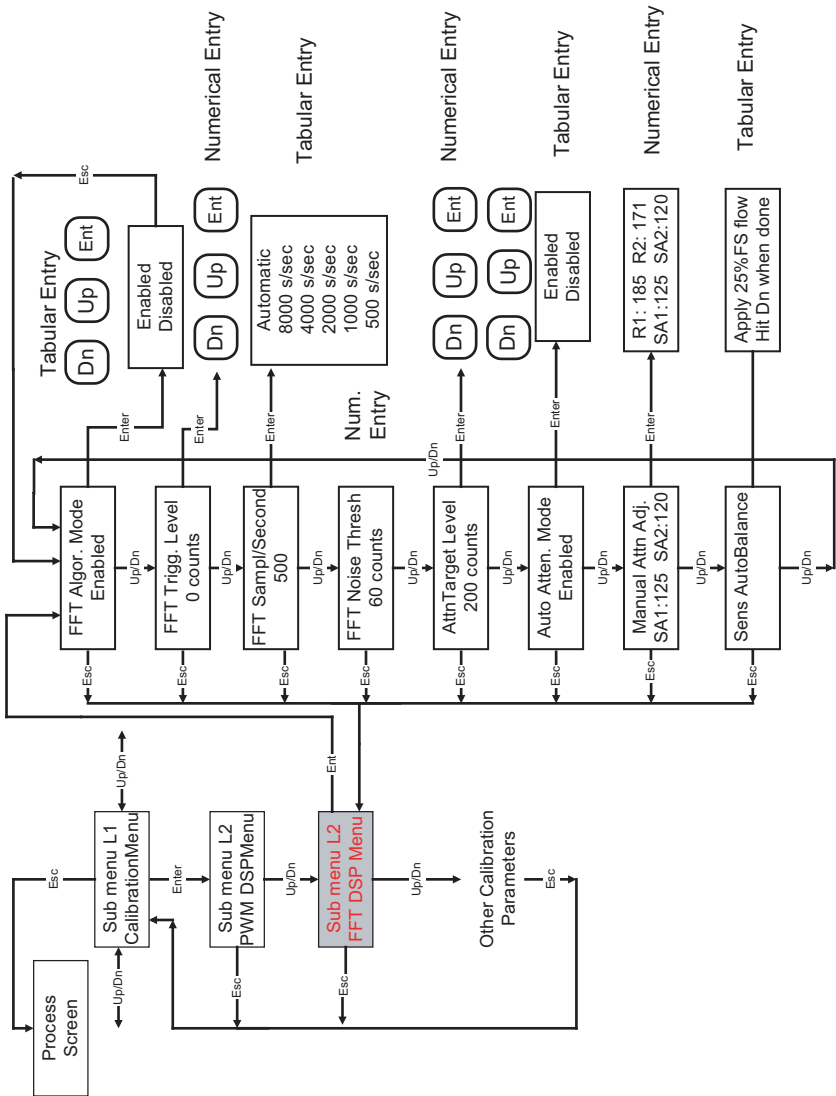 Process
Screen
Esc
Up/Dn
Sub menu L1
CalibrationMenu
Up/Dn
Enter
Sub menu L2
PWM DSPMenu
Esc
Up/Dn
Sub menu L2
FFT DSP Menu
Esc
Ent
Up/Dn
Other Calibration
Parameters
Esc
FFT Algor. Mode
Enabled
Esc
Up/Dn
Enter
FFT Trigg. Level
0 counts
Esc
Up/Dn
Enter
FFT Sampl/Second
500
Esc
Up/Dn
Enter
FFT Noise Thresh
60 counts
Esc
Up/Dn
Num.
Entry
AttnTarget Level
200 counts
Esc
Up/Dn
Enter
Auto Atten. Mode
Enabled
Esc
Up/Dn
Enter
Manual Attn Adj.
SA1:125 SA2:120
Esc
Up/Dn
Enter
Sens AutoBalance
Esc
Up/Dn
Up/Dn
Tabular Entry
Dn Up Ent
Enabled
Disabled
Esc
Dn Up Ent
Numerical Entry
Automatic
8000 s/sec
4000 s/sec
2000 s/sec
1000 s/sec
500 s/sec
Tabular Entry
Dn Up Ent
Numerical Entry
Dn Up Ent
Enabled
Disabled
Tabular Entry
R1: 185 R2: 171
SA1:125 SA2:120
Numerical Entry
Apply 25%FS flow
Hit Dn when done
Tabular Entry